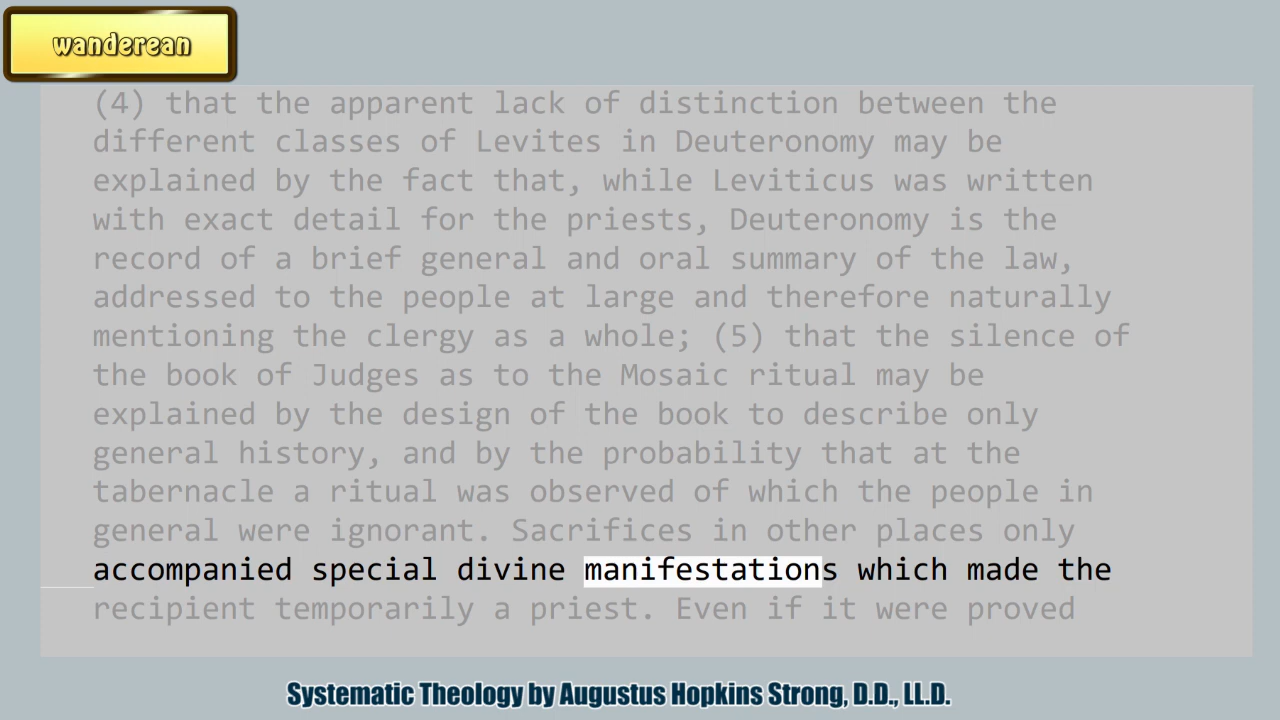 wanderean
(4) that the apparent lack of distinction between the
different classes of Levites in Deuteronomy may be
explained by the fact that, while Leviticus was written
with exact detail for the priests, Deuteronomy is the
record of a brief general and oral summary of the law,
addressed to the people at large and therefore naturally
mentioning the clergy as a whole; (5) that the silence of
the book of Judges as to the Mosaic ritual may be
explained by the design of the book to describe only
general history, and by the probability that at the
tabernacle a ritual was observed of which the people in
general were ignorant. Sacrifices in other places only
accompanied special divine manifestations which made the
recipient temporarily a priest. Even if it were proved
Systematic Theology by Augustus Hopkins Strong, D.D., LL.D.